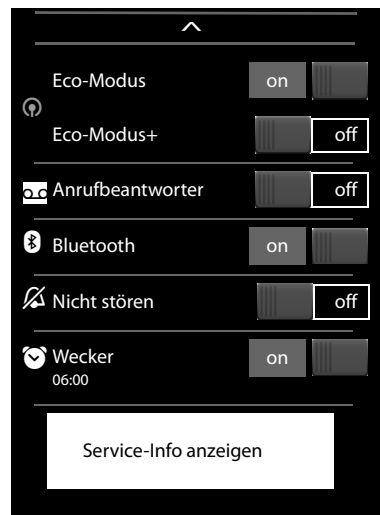 Eco-Modus on
Eco-Modus+ off
Anrufbeantworter off
Bluetooth on
Nicht stören off
Wecker on
06:00
Service-Info anzeigen